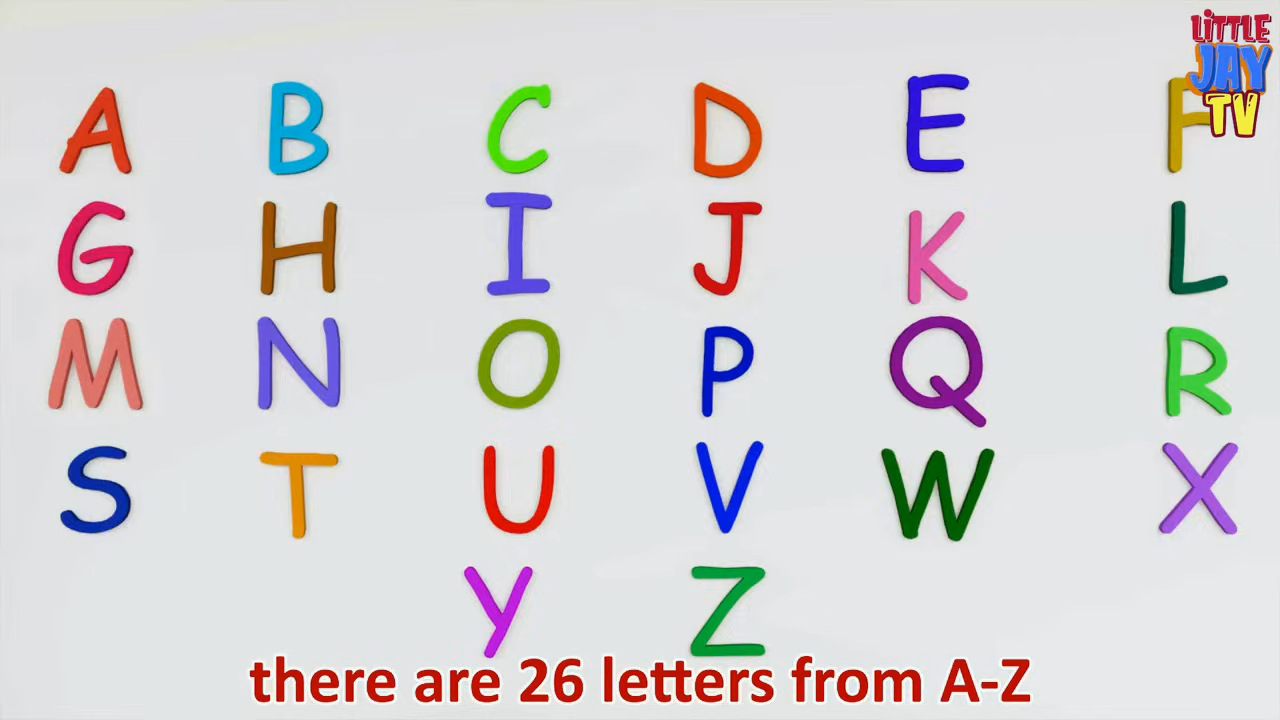 A B C D E F
G H I J K L
M N O P Q R
S T U V W X
Y Z
there are 26 letters from A-Z
LiTTLE
JAY
TV